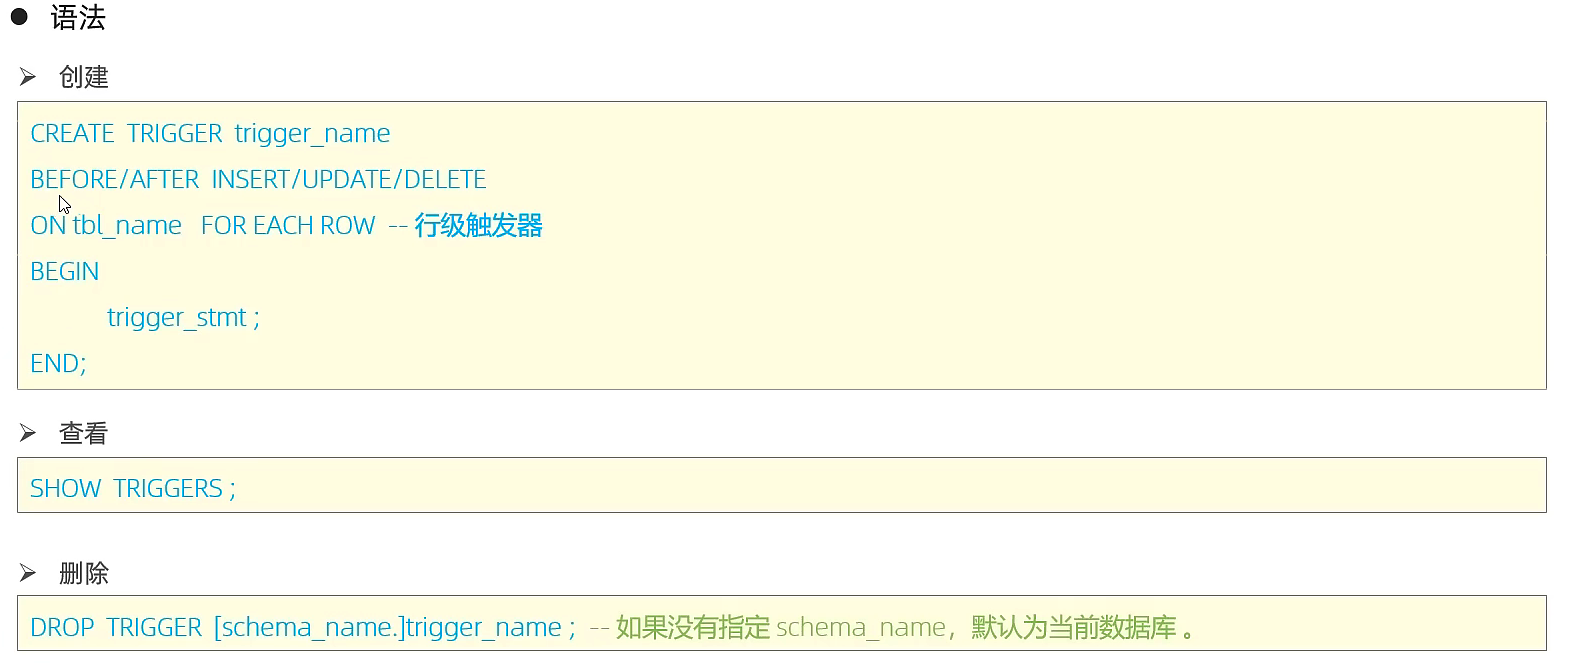 ● 语法
➢ 创建
CREATE TRIGGER trigger_name
BEFORE/AFTER INSERT/UPDATE/DELETE
ON tbl_name FOR EACH ROW -- 行级触发器
BEGIN
trigger_stmt ;
END;
➢ 查看
SHOW TRIGGERS ;
➢ 删除
DROP TRIGGER [schema_name.]trigger_name ; -- 如果没有指定 schema_name，默认为当前数据库 。